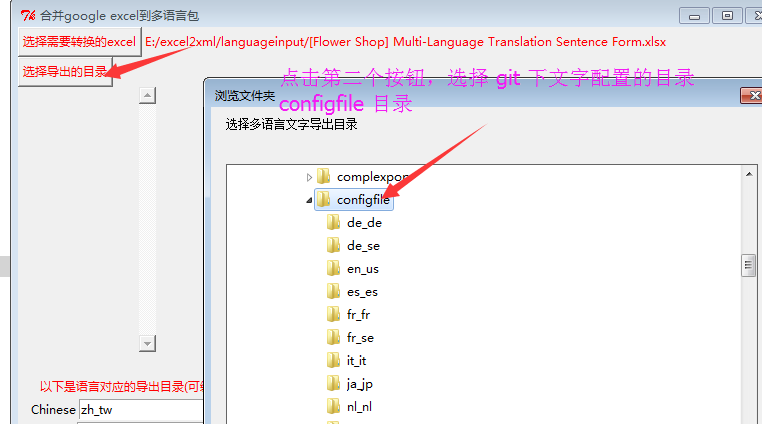 合并google excel到多语言包
选择需要转换的excel E:/excel2xml/languageinput/[Flower Shop] Multi-Language Translation Sentence Form.xlsx
选择导出的目录
点击第二个按钮，选择 git 下文字配置的目录
configfile 目录
浏览文件夹
选择多语言文字导出目录
complexpor
configfile
de_de
de_se
en_us
es_es
fr_fr
fr_se
it_it
ja_jp
nl_nl
以下是语言对应的导出目录(可
Chinese zh_tw